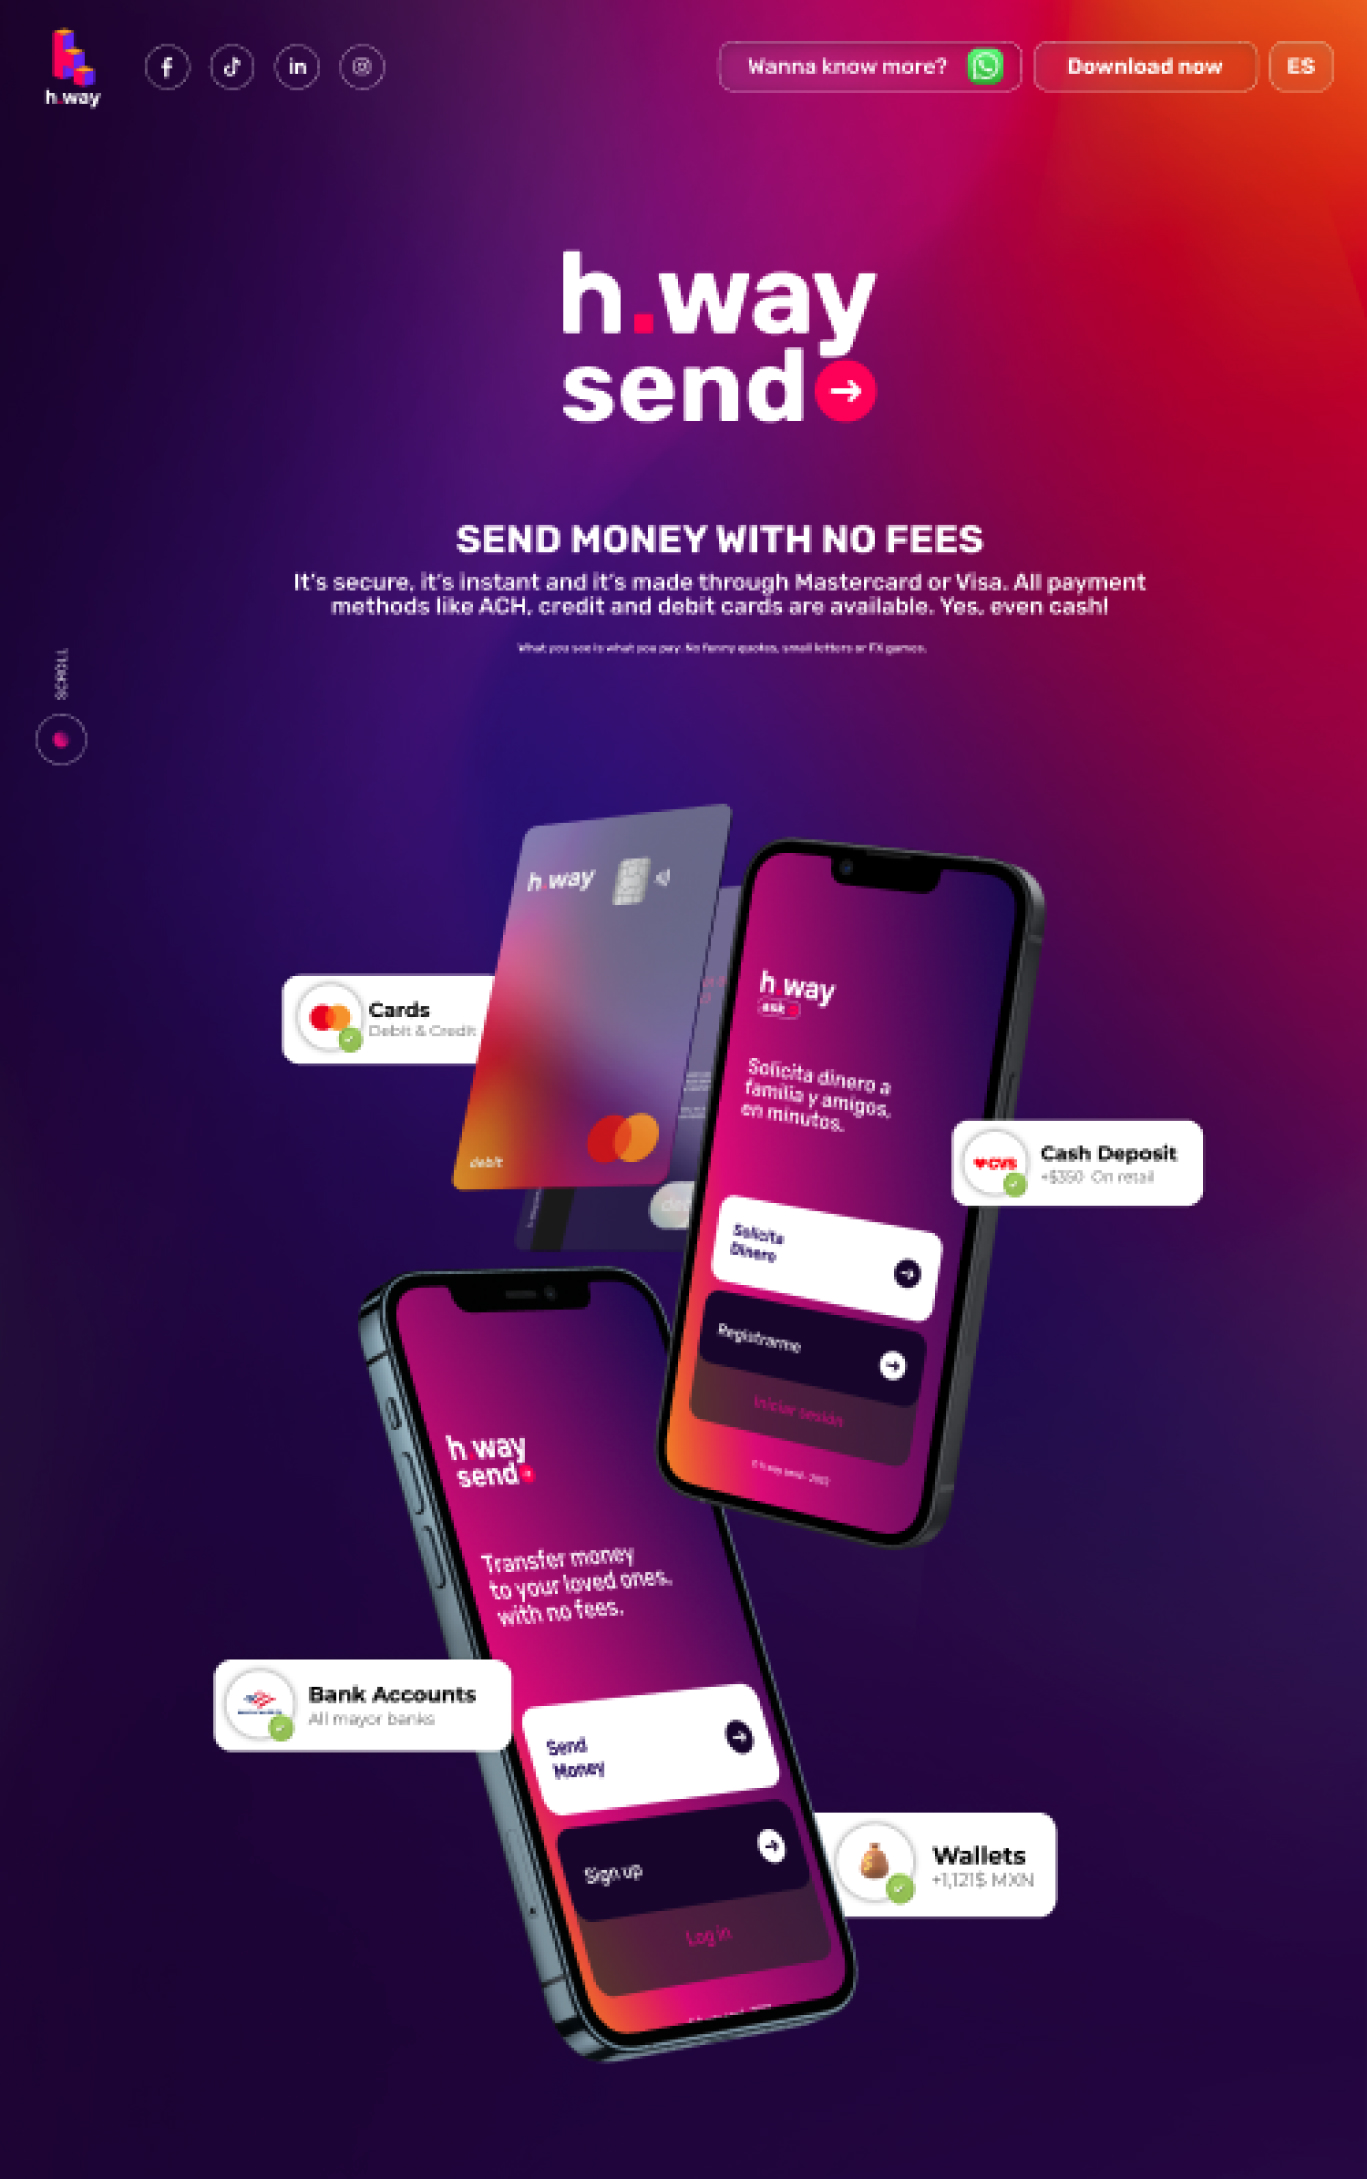 h.way
Wanna know more?
Download now
ES
h.way
send
SEND MONEY WITH NO FEES
It's secure, it's instant and it's made through Mastercard or Visa. All payment
methods like ACH, credit and debit cards are available. Yes, even cash!
What you see is what you pay. No funny quotes, small letters or FX games.
SCROLL
h.way
debit
Cards
Debit & Credit
h.way
ask
Solicita dinero a
familia y amigos,
en minutos.
Cash Deposit
+$350 On retail
CVS
Solicita
Dinero
Registrarme
Iniciar sesión
h.way
send
Transfer money
to your loved ones,
with no fees.
Bank Accounts
All mayor banks
Send
Money
Sign up
Log in
Wallets
+1,121$ MXN